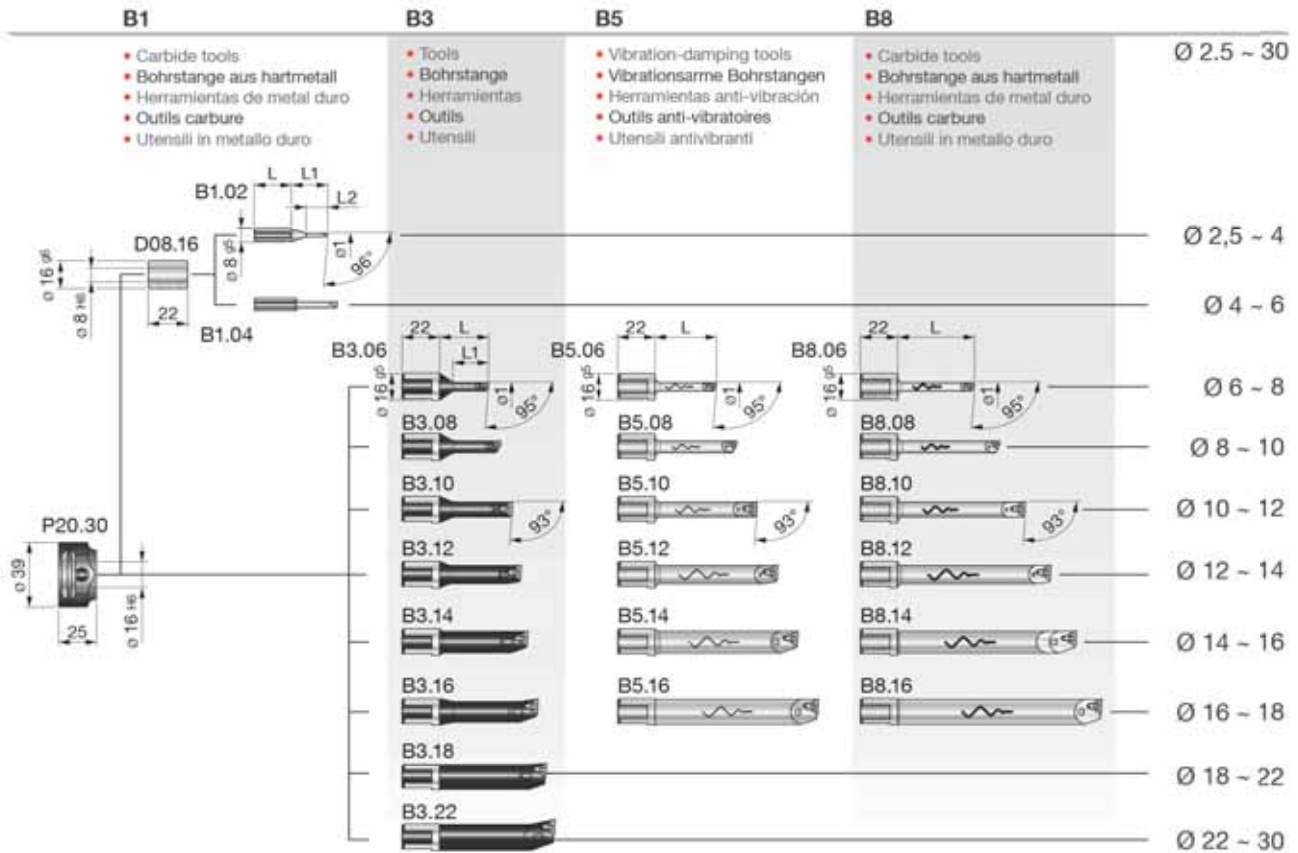 B1 B3 B5 B8
Ø 2.5 ~ 30
• Carbide tools
• Bohrstange aus hartmetall
• Herramientas de metal duro
• Outils carbure
• Utensili in metallo duro
• Tools
• Bohrstange
• Herramientas
• Outils
• Utensili
• Vibration-damping tools
• Vibrationsarme Bohrstangen
• Herramientas anti-vibración
• Outils anti-vibratoires
• Utensili antivibranti
• Carbide tools
• Bohrstange aus hartmetall
• Herramientas de metal duro
• Outils carbure
• Utensili in metallo duro
L L1
B1.02 L2
D08.16
ø 8 g5 ø1 96°
Ø 2,5 ~ 4
ø 16 g6
ø 8 H6
22
B1.04
Ø 4 ~ 6
22 L 22 L 22 L
B3.06 L1 B5.06 B8.06
ø 16 g5 ø1 95° ø 16 g5 ø1 95° ø 16 g5 ø1 95°
Ø 6 ~ 8
B3.08 B5.08 B8.08
Ø 8 ~ 10
B3.10 B5.10 B8.10
93° 93° 93°
Ø 10 ~ 12
P20.30
ø 39
25
ø 16 H6
B3.12 B5.12 B8.12
Ø 12 ~ 14
B3.14 B5.14 B8.14
Ø 14 ~ 16
B3.16 B5.16 B8.16
Ø 16 ~ 18
B3.18
Ø 18 ~ 22
B3.22
Ø 22 ~ 30